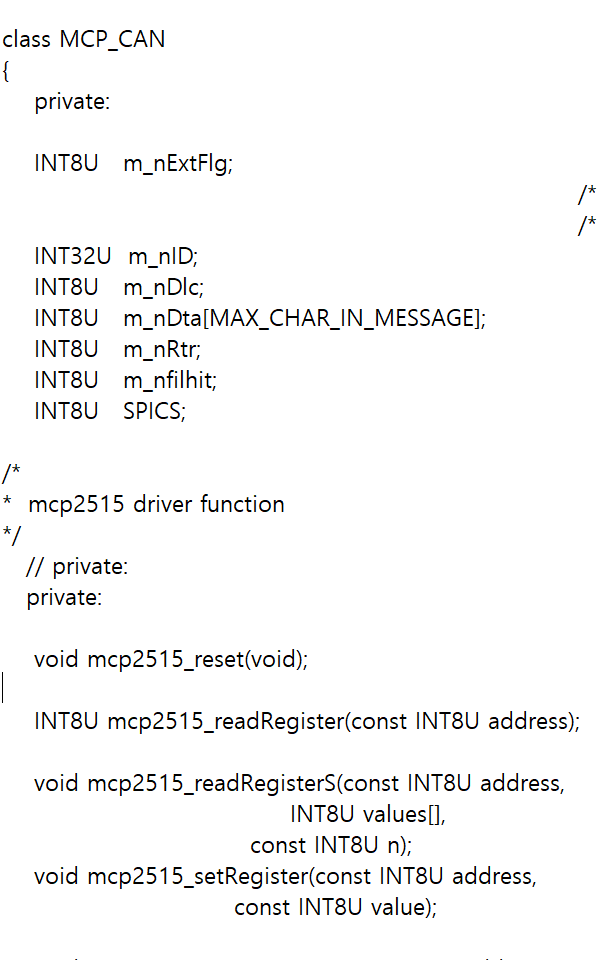 class MCP_CAN
{
private:
INT8U m_nExtFlg;
/*
/*
INT32U m_nID;
INT8U m_nDlc;
INT8U m_nDta[MAX_CHAR_IN_MESSAGE];
INT8U m_nRtr;
INT8U m_nfilhit;
INT8U SPICS;
/*
* mcp2515 driver function
*/
// private:
private:
void mcp2515_reset(void);
INT8U mcp2515_readRegister(const INT8U address);
void mcp2515_readRegisterS(const INT8U address,
INT8U values[],
const INT8U n);
void mcp2515_setRegister(const INT8U address,
const INT8U value);